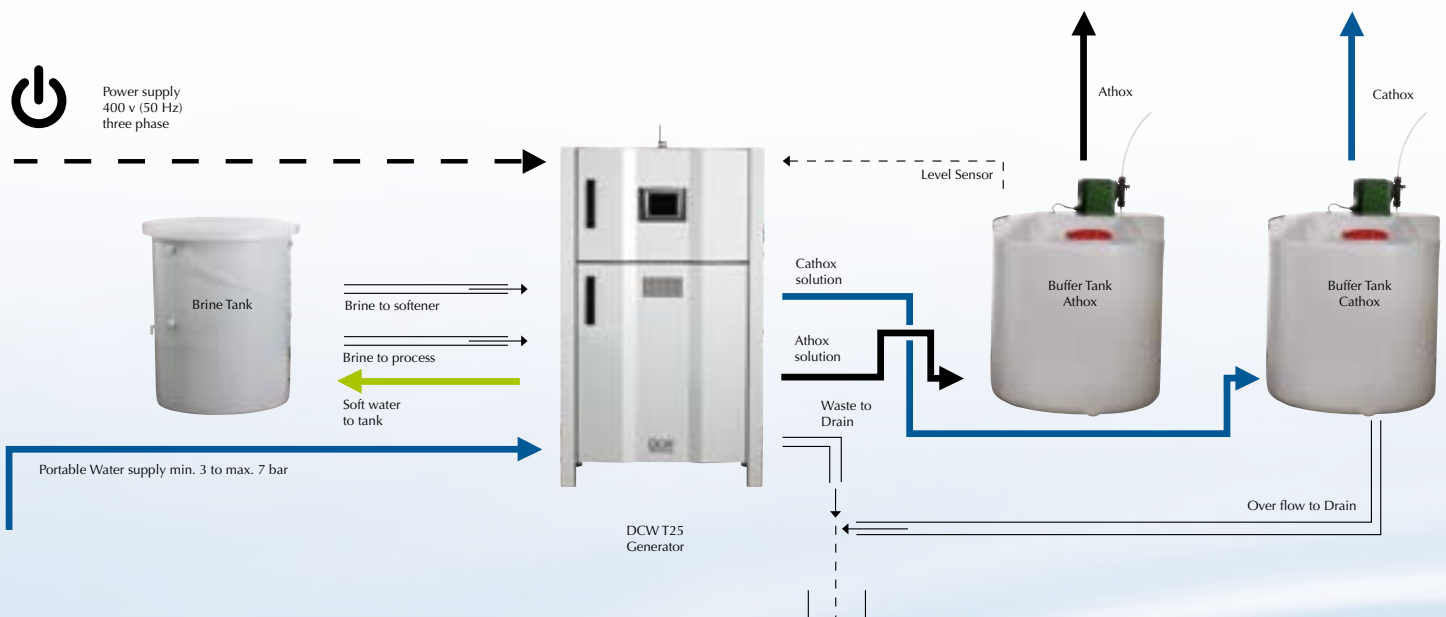 Power supply
400 v (50 Hz)
three phase
Athox
Cathox
Level Sensor
Brine Tank
Brine to softener
Brine to process
Soft water
to tank
Portable Water supply min. 3 to max. 7 bar
Cathox
solution
Athox
solution
Waste to
Drain
Buffer Tank
Athox
Buffer Tank
Cathox
Over flow to Drain
DCW
DCW T25
Generator